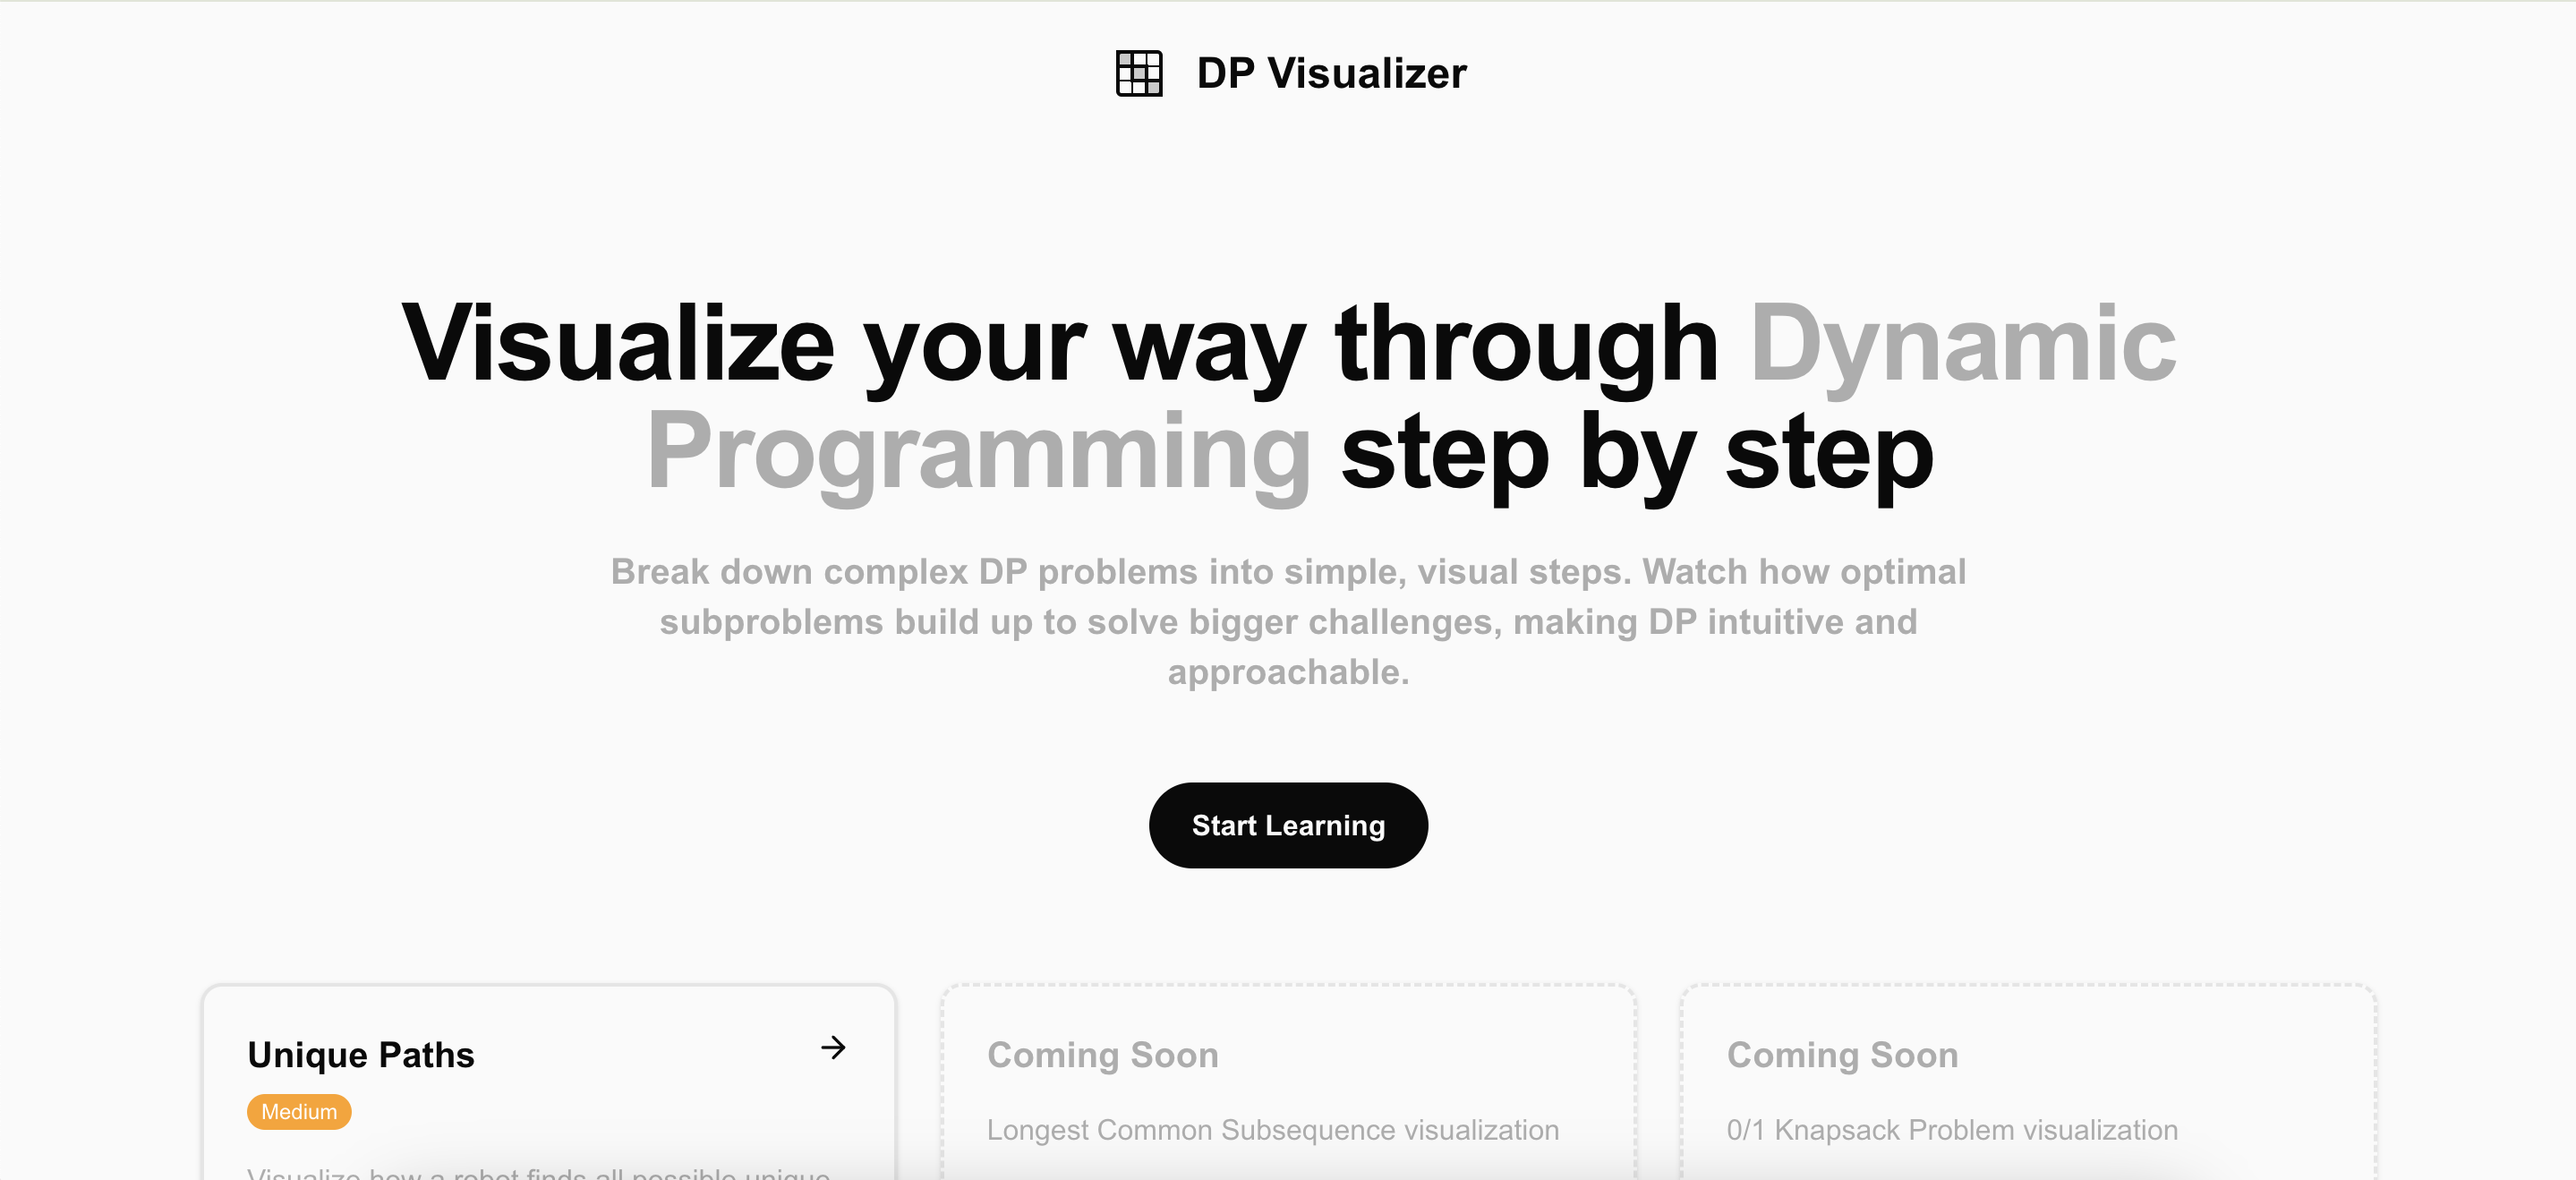 DP Visualizer
Visualize your way through Dynamic
Programming step by step
Break down complex DP problems into simple, visual steps. Watch how optimal
subproblems build up to solve bigger challenges, making DP intuitive and
approachable.
Start Learning
Unique Paths
Medium
Visualize how a robot finds all possible unique
Coming Soon
Longest Common Subsequence visualization
Coming Soon
0/1 Knapsack Problem visualization